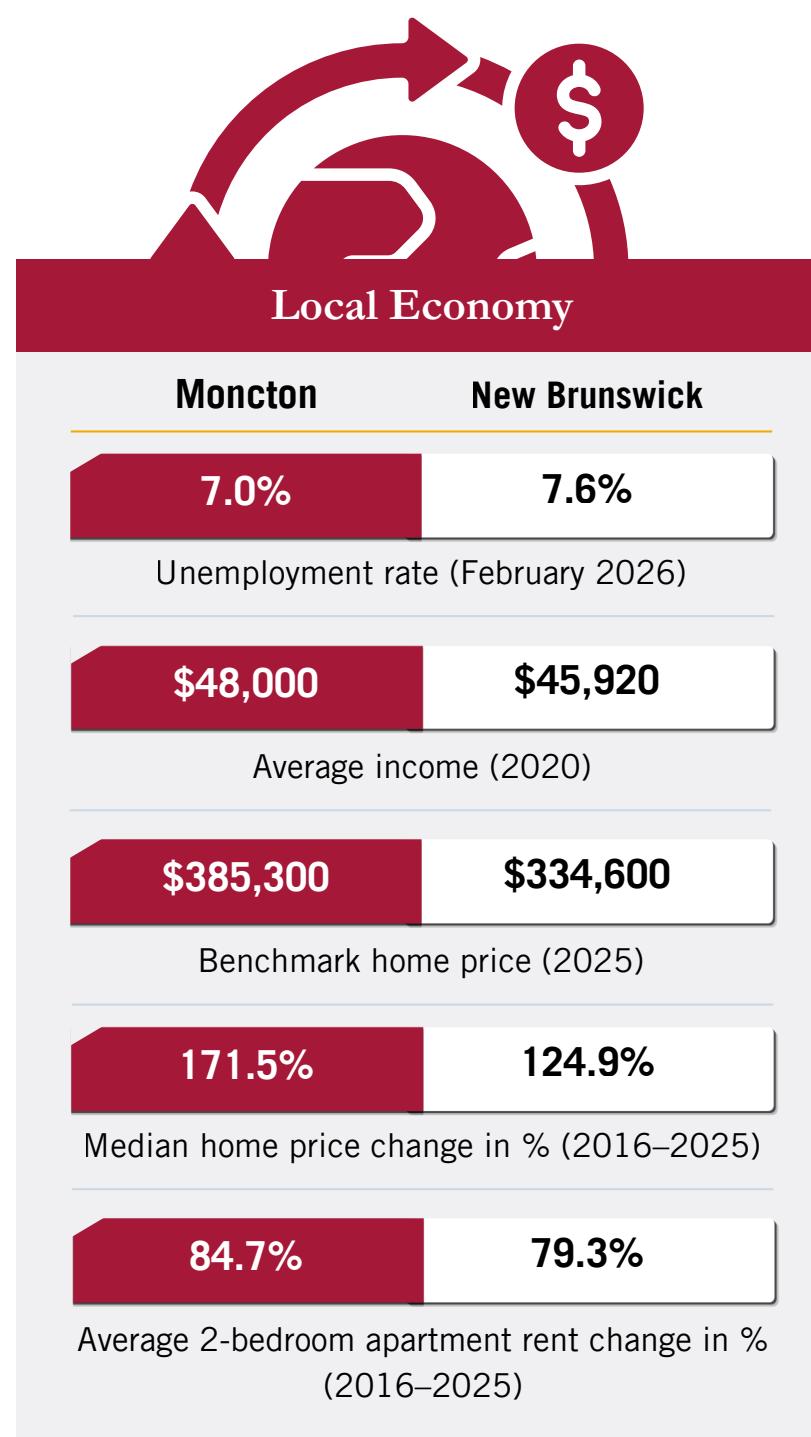 $
Local Economy
Moncton New Brunswick
7.0% 7.6%
Unemployment rate (February 2026)
$48,000 $45,920
Average income (2020)
$385,300 $334,600
Benchmark home price (2025)
171.5% 124.9%
Median home price change in % (2016–2025)
84.7% 79.3%
Average 2-bedroom apartment rent change in %
(2016–2025)